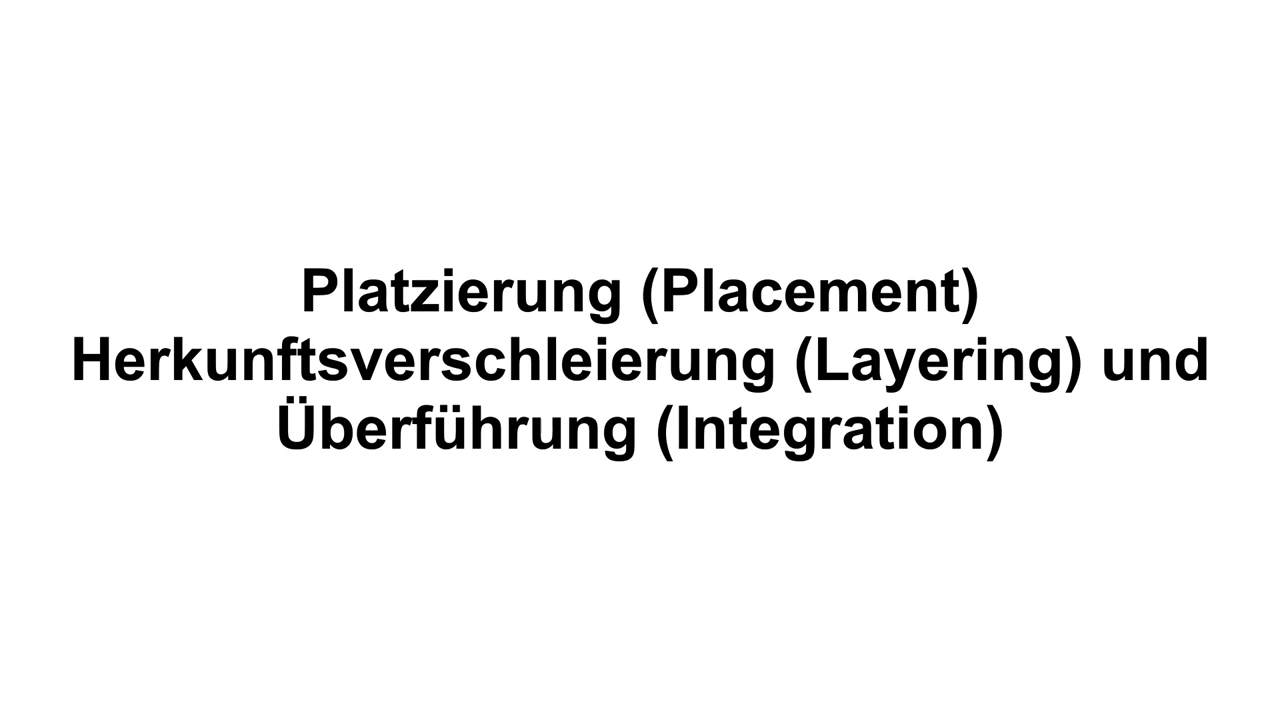 Platzierung (Placement)
Herkunftsverschleierung (Layering) und
Überführung (Integration)